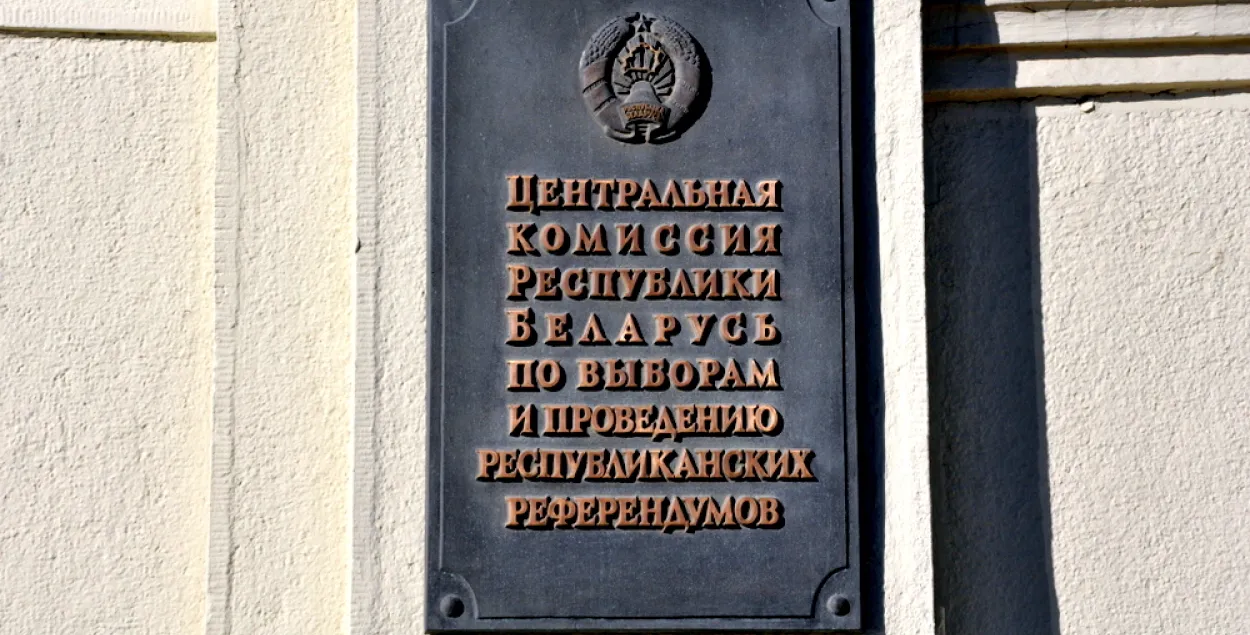 ЦЕНТРАЛЬНАЯ
КОМИССИЯ
РЕСПУБЛИКИ
БЕЛАРУСЬ
ПО ВЫБОРАМ
И ПРОВЕДЕНИЮ
РЕСПУБЛИКАНСКИХ
РЕФЕРЕНДУМОВ